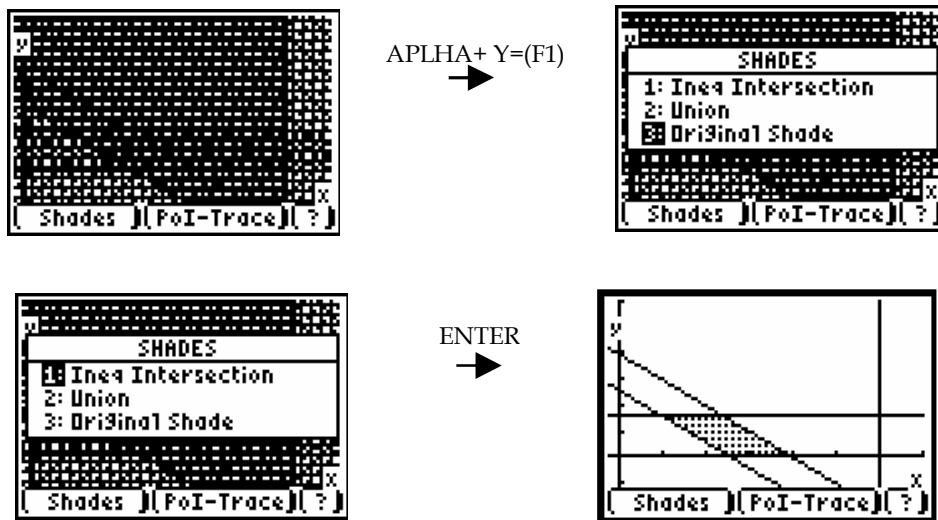 y
x
Shades PoI-Trace ?
APLHA+ Y=(F1)
y
SHADES
1: Ineq Intersection
2: Union
3: Original Shade
x
Shades PoI-Trace ?
y
SHADES
1: Ineq Intersection
2: Union
3: Original Shade
x
Shades PoI-Trace ?
ENTER
y
x
Shades PoI-Trace ?